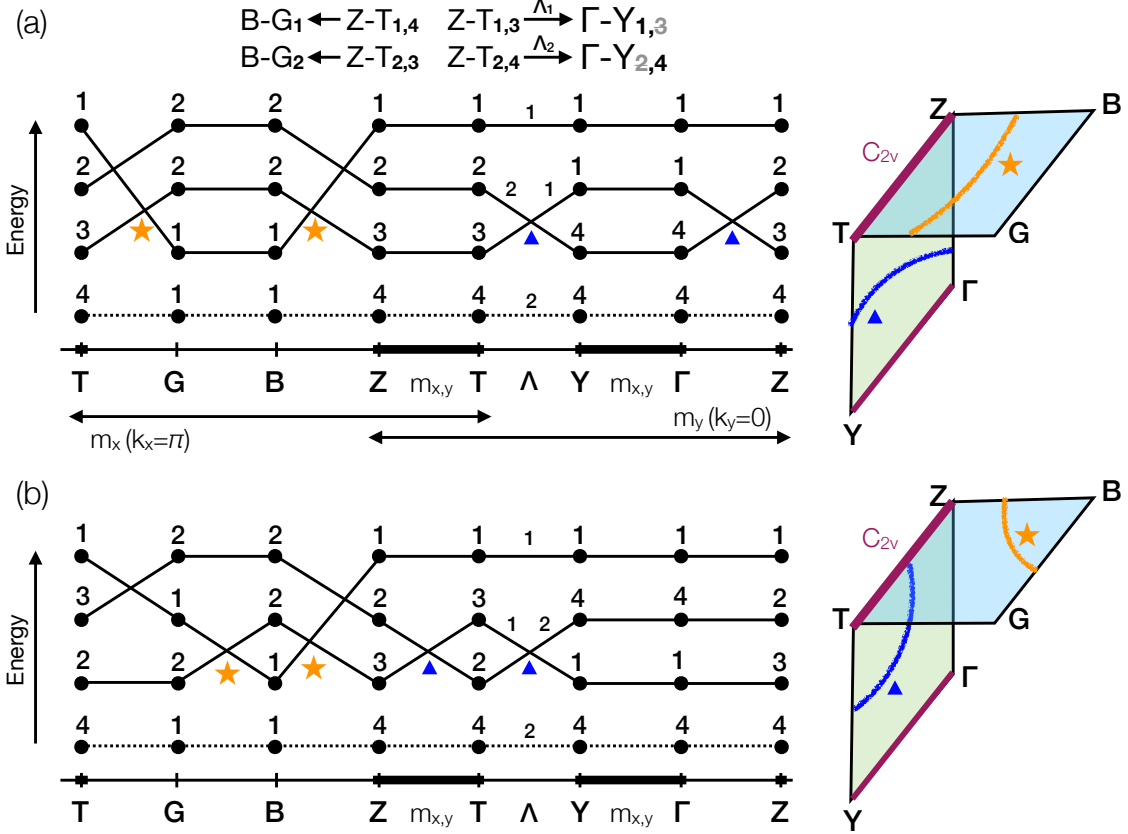 (a)
B-G1 ← Z-T1,4 Z-T1,3 Λ1→ Γ-Y1,3
B-G2 ← Z-T2,3 Z-T2,4 Λ2→ Γ-Y2,4
Energy
1 2 2 1 1 1 1 1 1
2 2 2 2 2 2 1 1 1 2
3 1 1 3 3 4 4 3
4 1 1 4 4 2 4 4 4
T G B Z mx,y T Λ Y mx,y Γ Z
mx (kx=π)
my (ky=0)
Z B
C2v
T G
Γ
Y
(b)
Energy
1 2 2 1 1 1 1 1 1
3 1 2 2 3 1 2 4 4 2
2 2 1 3 2 1 1 3
4 1 1 4 4 2 4 4 4
T G B Z mx,y T Λ Y mx,y Γ Z
Z B
C2v
T G
Γ
Y